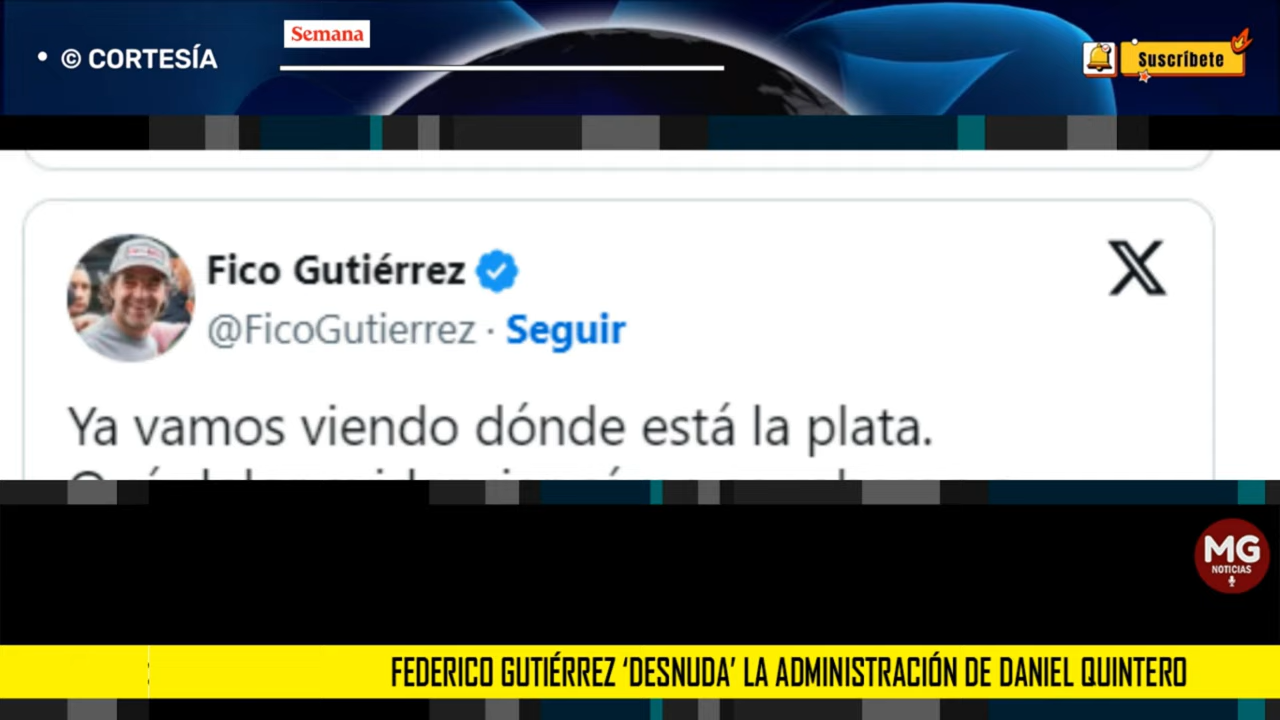 • © CORTESÍA
Semana
Suscríbete
Fico Gutiérrez
@FicoGutierrez · Seguir
Ya vamos viendo dónde está la plata.
MG
NOTICIAS
FEDERICO GUTIÉRREZ ‘DESNUDA’ LA ADMINISTRACIÓN DE DANIEL QUINTERO